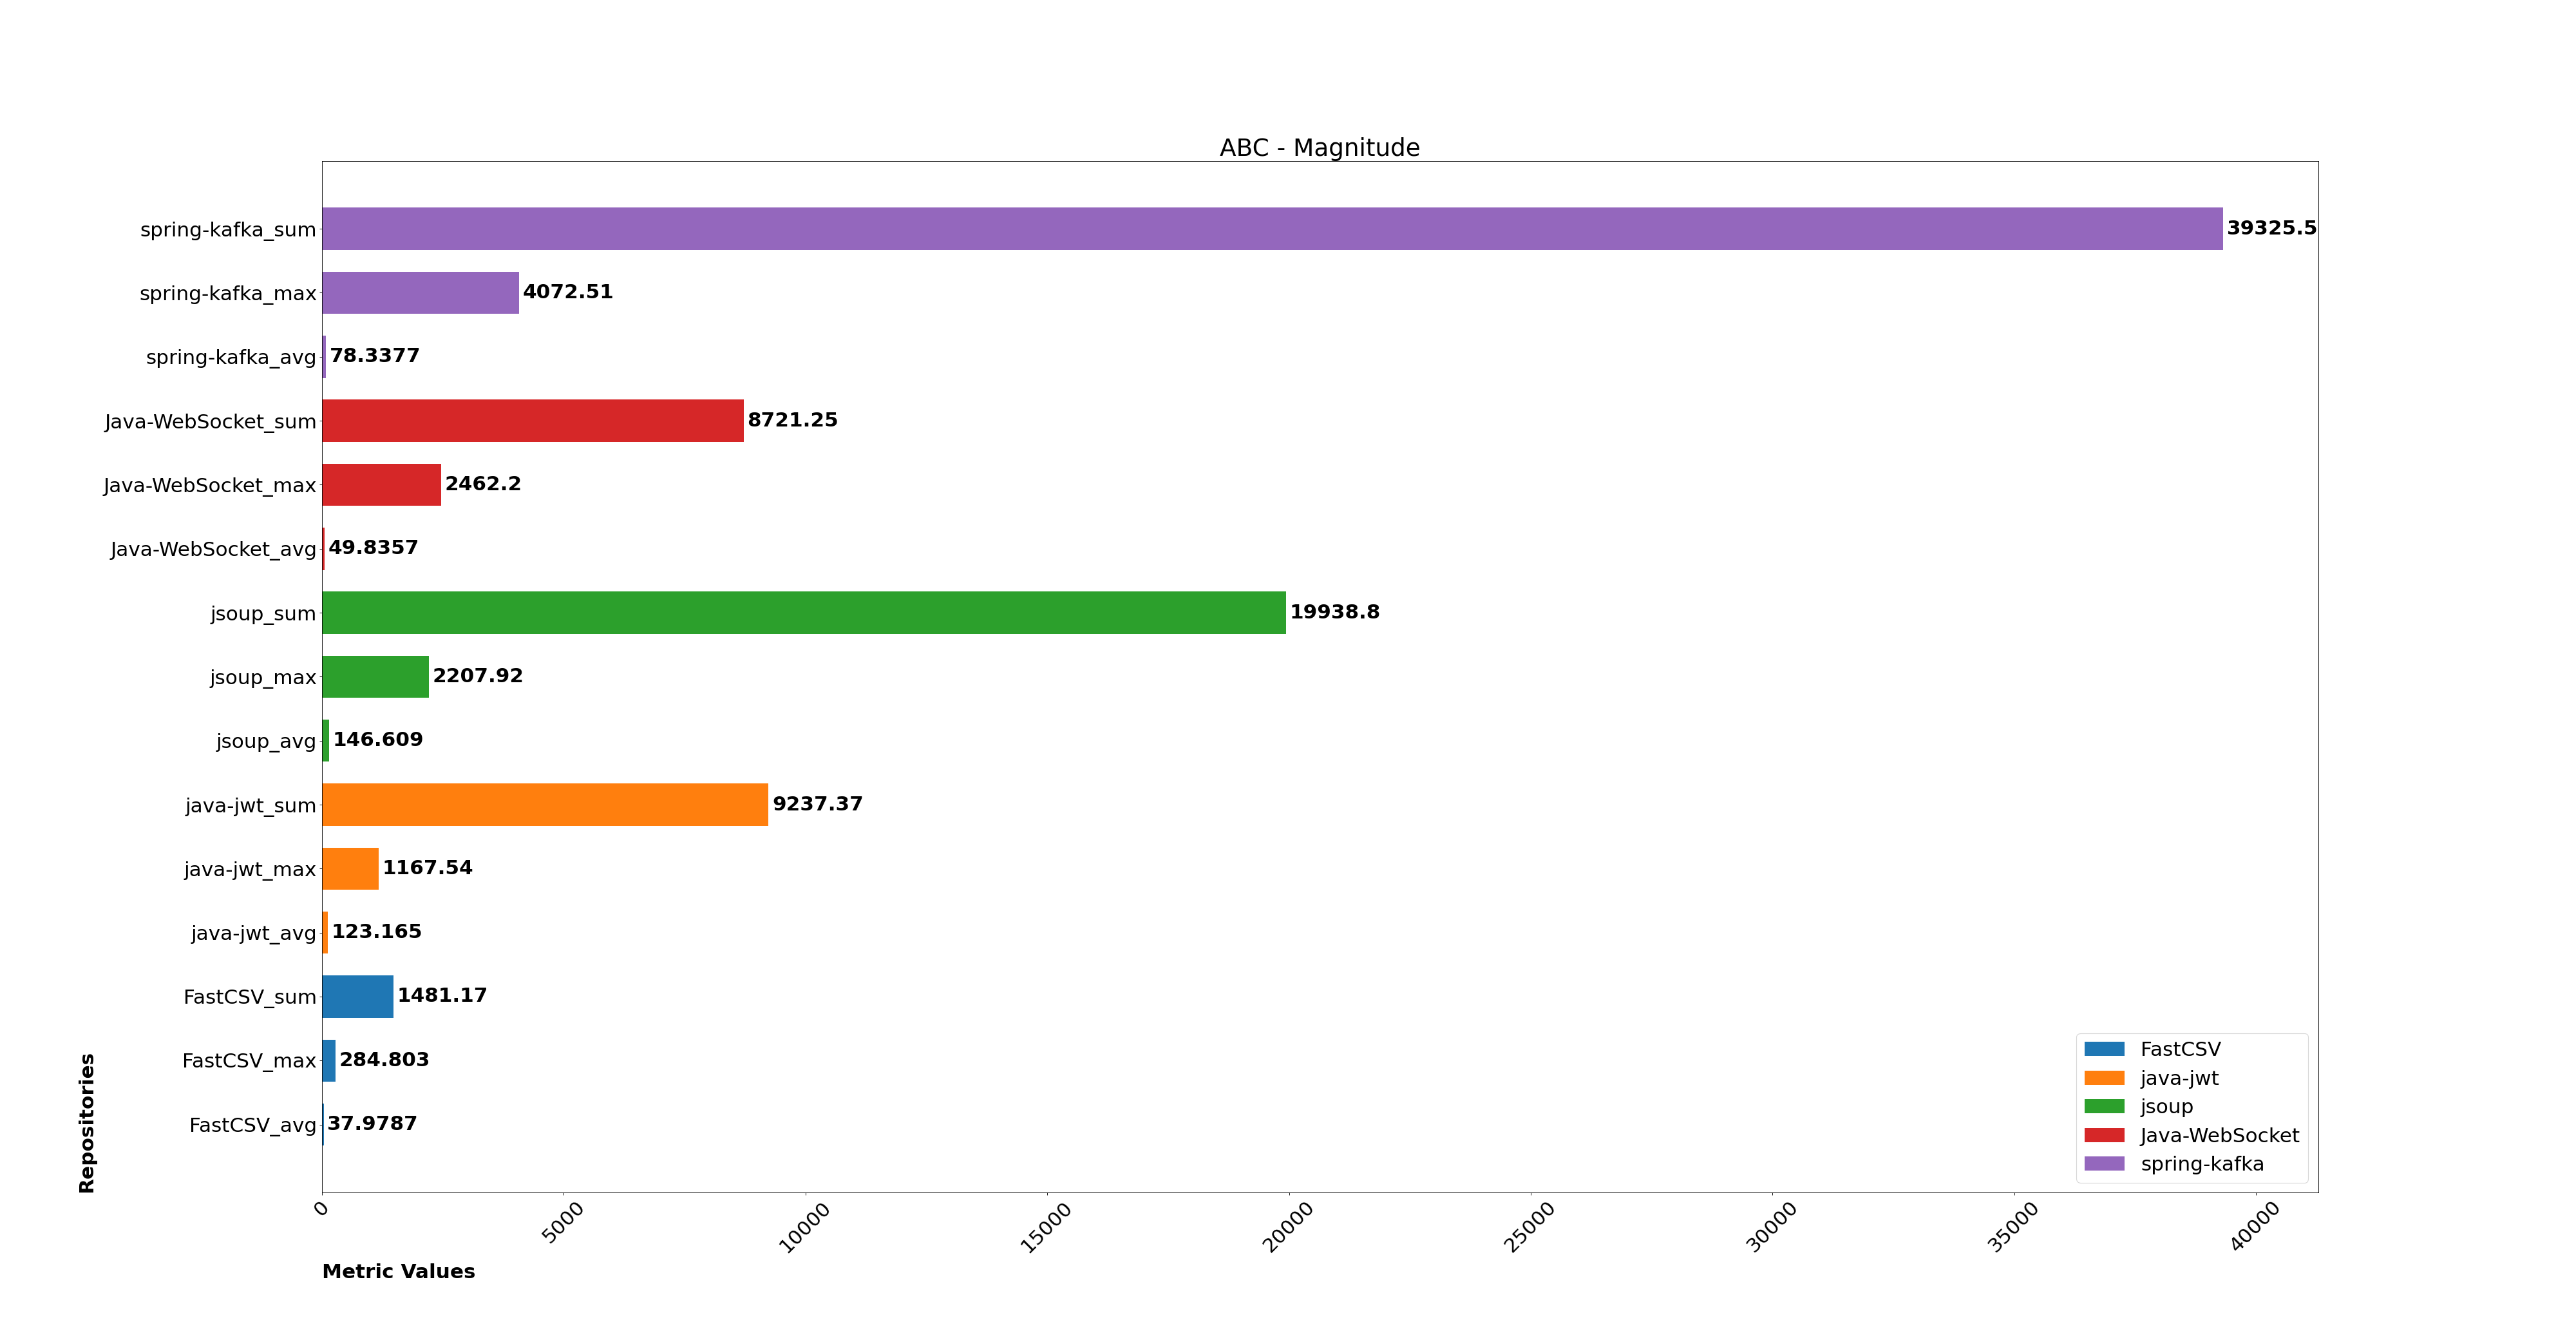 ABC - Magnitude
spring-kafka_sum 39325.5
spring-kafka_max 4072.51
spring-kafka_avg 78.3377
Java-WebSocket_sum 8721.25
Java-WebSocket_max 2462.2
Java-WebSocket_avg 49.8357
jsoup_sum 19938.8
jsoup_max 2207.92
jsoup_avg 146.609
java-jwt_sum 9237.37
java-jwt_max 1167.54
java-jwt_avg 123.165
FastCSV_sum 1481.17
FastCSV_max 284.803
FastCSV_avg 37.9787
Repositories
FastCSV
java-jwt
jsoup
Java-WebSocket
spring-kafka
0 5000 10000 15000 20000 25000 30000 35000 40000
Metric Values